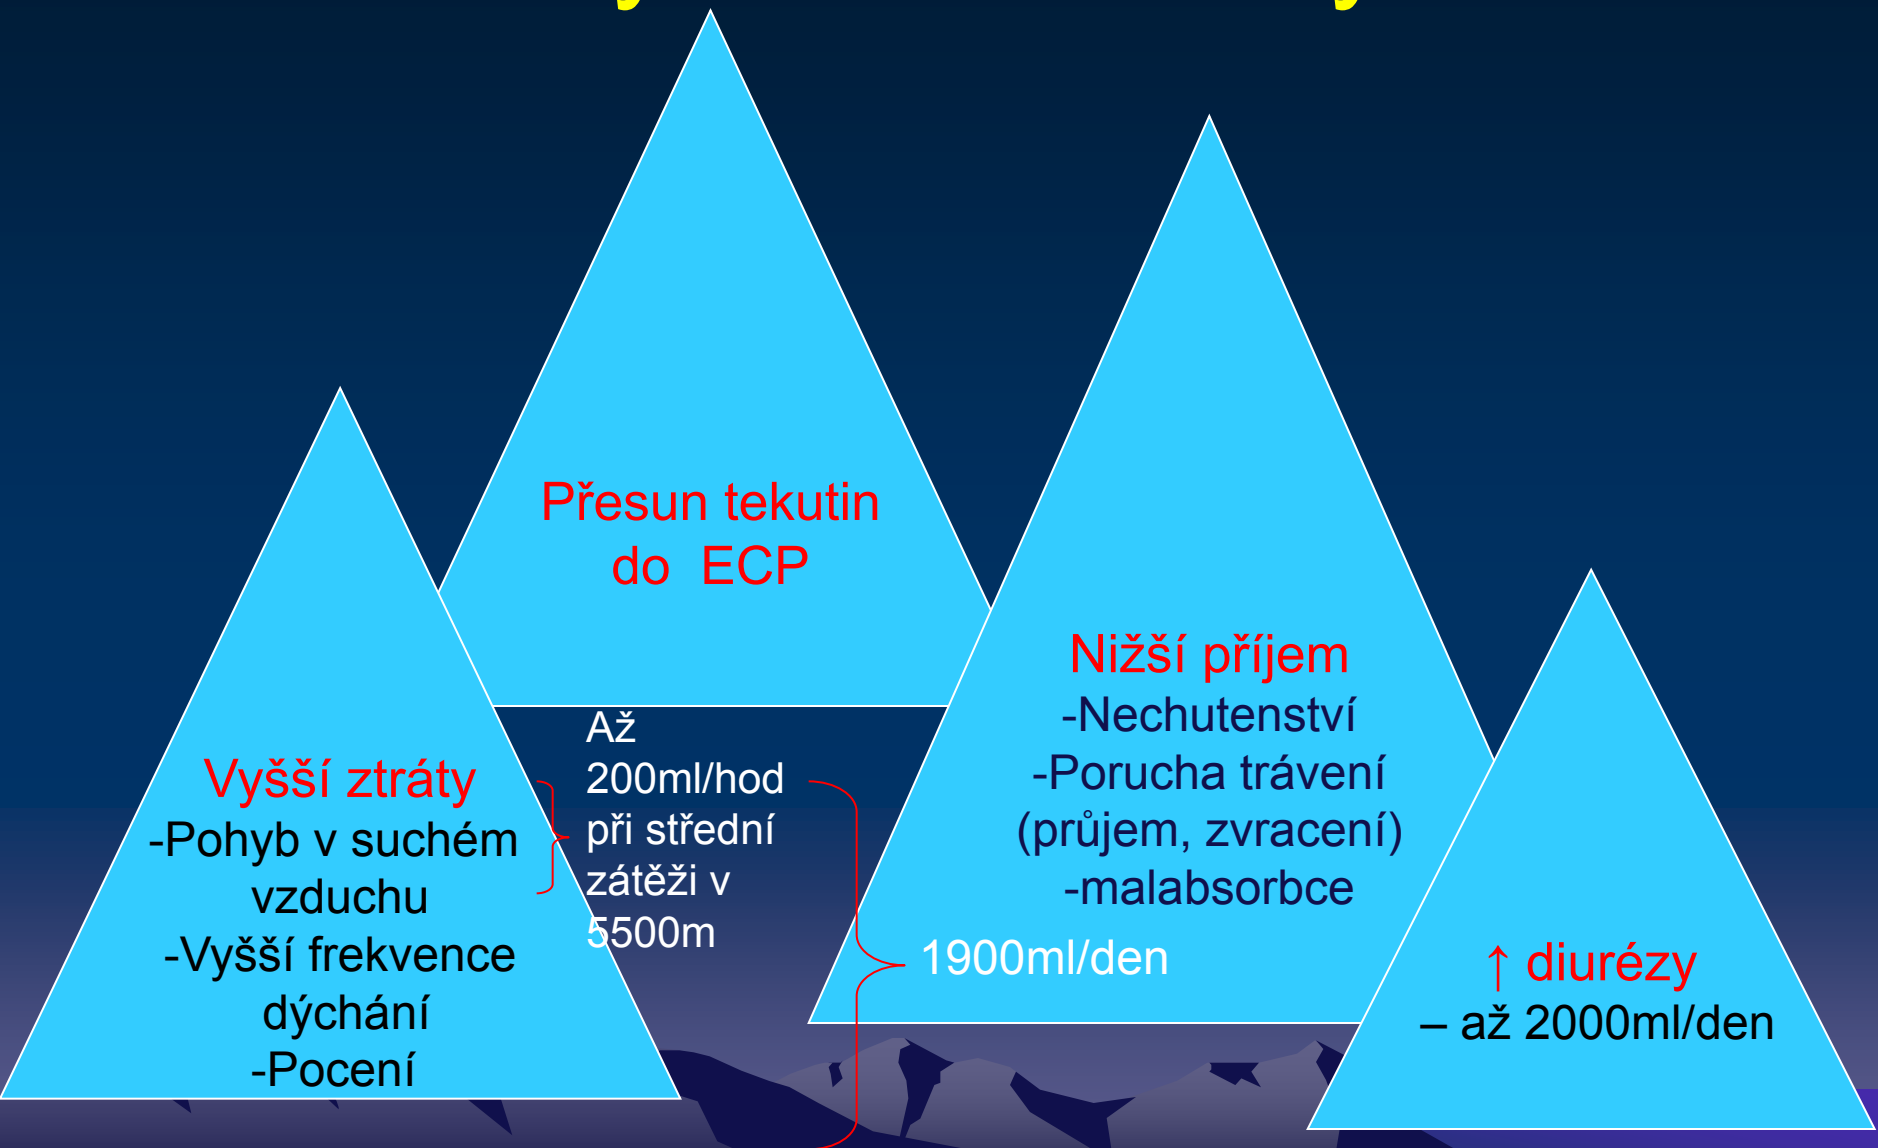 Přesun tekutin
do ECP
Vyšší ztráty
-Pohyb v suchém
vzduchu
-Vyšší frekvence
dýchání
-Pocení
Až
200ml/hod
při střední
zátěži v
5500m
1900ml/den
Nižší příjem
-Nechutenství
-Porucha trávení
(průjem, zvracení)
-malabsorbce
↑ diurézy
– až 2000ml/den